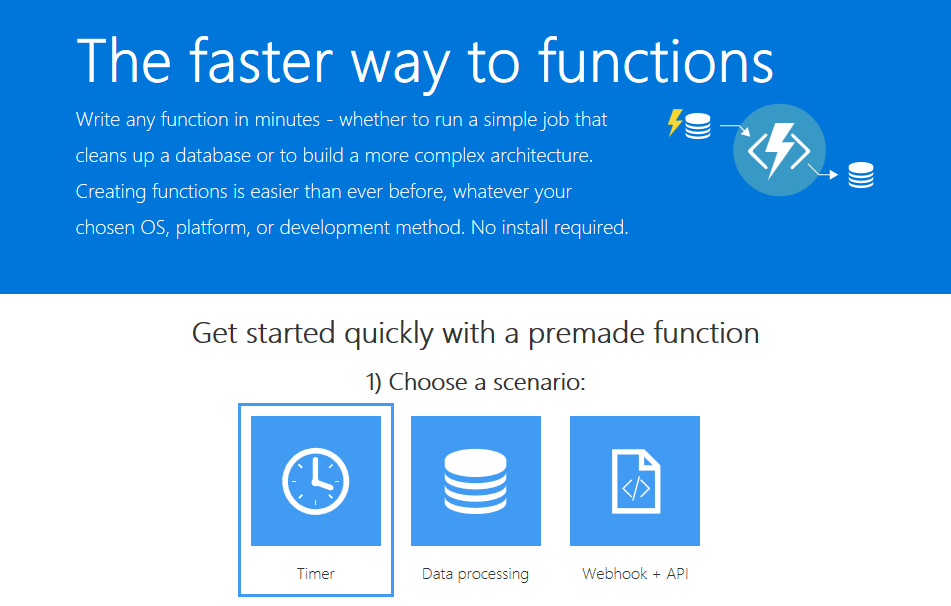 The faster way to functions
Write any function in minutes - whether to run a simple job that
cleans up a database or to build a more complex architecture.
Creating functions is easier than ever before, whatever your
chosen OS, platform, or development method. No install required.
Get started quickly with a premade function
1) Choose a scenario:
Timer
Data processing
Webhook + API